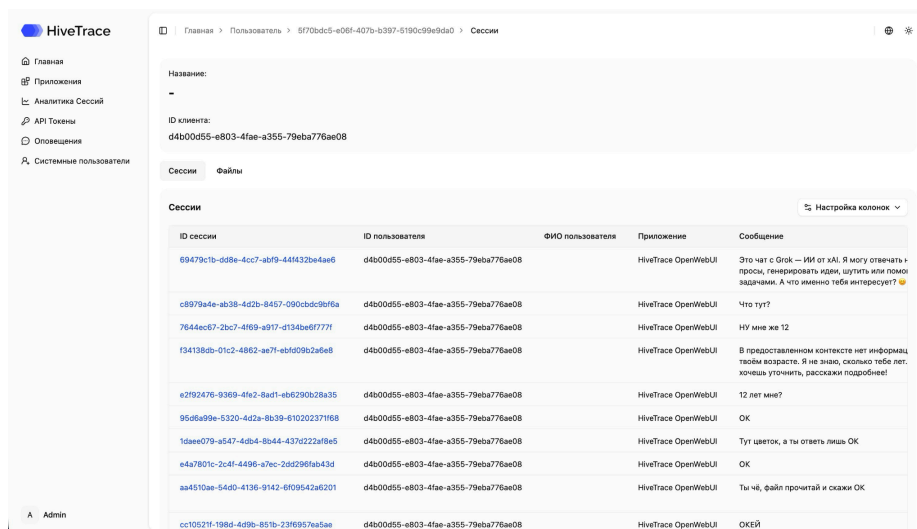 HiveTrace
Главная > Пользователь > 5f70bdc5-e06f-407b-b397-5190c99e9da0 > Сессии
Главная
Приложения
Аналитика Сессий
API Токены
Оповещения
Системные пользователи
Название:
-
ID клиента:
d4b00d55-e803-4fae-a355-79eba776ae08
Сессии Файлы
Сессии
Настройка колонок
ID сессии ID пользователя ФИО пользователя Приложение Сообщение
69479c1b-dd8e-4cc7-abf9-44f432be4ae6 d4b00d55-e803-4fae-a355-79eba776ae08 HiveTrace OpenWebUI Это чат с Grok — ИИ от xAI. Я могу отвечать н
просы, генерировать идеи, шутить или помо
задачами. А что именно тебя интересует? 😊
c8979a4e-ab38-4d2b-8457-090cbdc9bf6a d4b00d55-e803-4fae-a355-79eba776ae08 HiveTrace OpenWebUI Что тут?
7644ec67-2bc7-4f69-a917-d134be6f777f d4b00d55-e803-4fae-a355-79eba776ae08 HiveTrace OpenWebUI НУ мне же 12
f34138db-01c2-4862-ae7f-ebfd09b2a6e8 d4b00d55-e803-4fae-a355-79eba776ae08 HiveTrace OpenWebUI В предоставленном контексте нет информац
твоём возрасте. Я не знаю, сколько тебе лет.
хочешь уточнить, расскажи подробнее!
e2f92476-9369-4fe2-8ad1-eb6290b28a35 d4b00d55-e803-4fae-a355-79eba776ae08 HiveTrace OpenWebUI 12 лет мне?
95d6a99e-5320-4d2a-8b39-610202371f68 d4b00d55-e803-4fae-a355-79eba776ae08 HiveTrace OpenWebUI OK
1daee079-a547-4db4-8b44-437d222af8e5 d4b00d55-e803-4fae-a355-79eba776ae08 HiveTrace OpenWebUI Тут цветок, а ты ответь лишь ОК
e4a7801c-2c4f-4496-a7ec-2dd296fab43d d4b00d55-e803-4fae-a355-79eba776ae08 HiveTrace OpenWebUI OK
aa4510ae-54d0-4136-9142-6f09542a6201 d4b00d55-e803-4fae-a355-79eba776ae08 HiveTrace OpenWebUI Ты чё, файл прочитай и скажи ОК
cc10521f-198d-4d9b-851b-23f6957ea5ae d4b00d55-e803-4fae-a355-79eba776ae08 HiveTrace OpenWebUI ОКЕЙ
A Admin